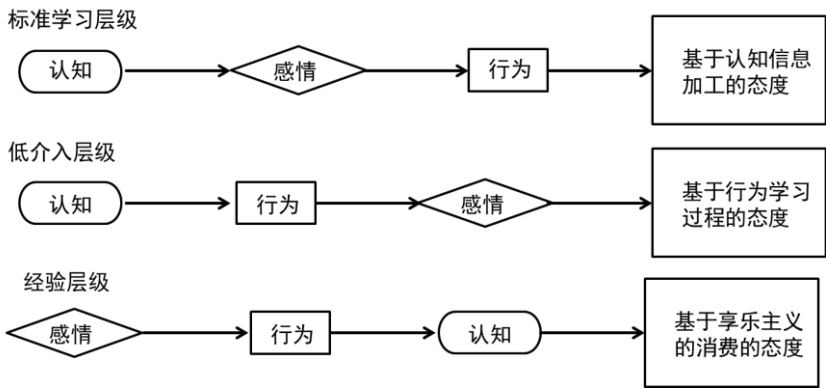 标准学习层级
认知
感情
行为
基于认知信息
加工的态度
低介入层级
认知
行为
感情
基于行为学习
过程的态度
经验层级
感情
行为
认知
基于享乐主义
的消费的态度